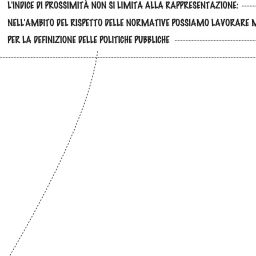 L'INDICE DI PROSSIMITÀ NON SI LIMITA ALLA RAPPRESENTAZIONE:
NELL'AMBITO DEL RISPETTO DELLE NORMATIVE POSSIAMO LAVORARE
PER LA DEFINIZIONE DELLE POLITICHE PUBBLICHE